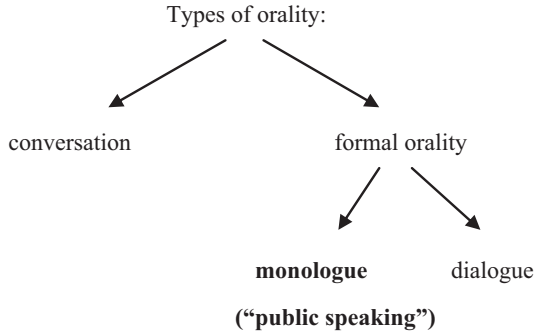 Types of orality:
conversation
formal orality
monologue
dialogue
(“public speaking”)